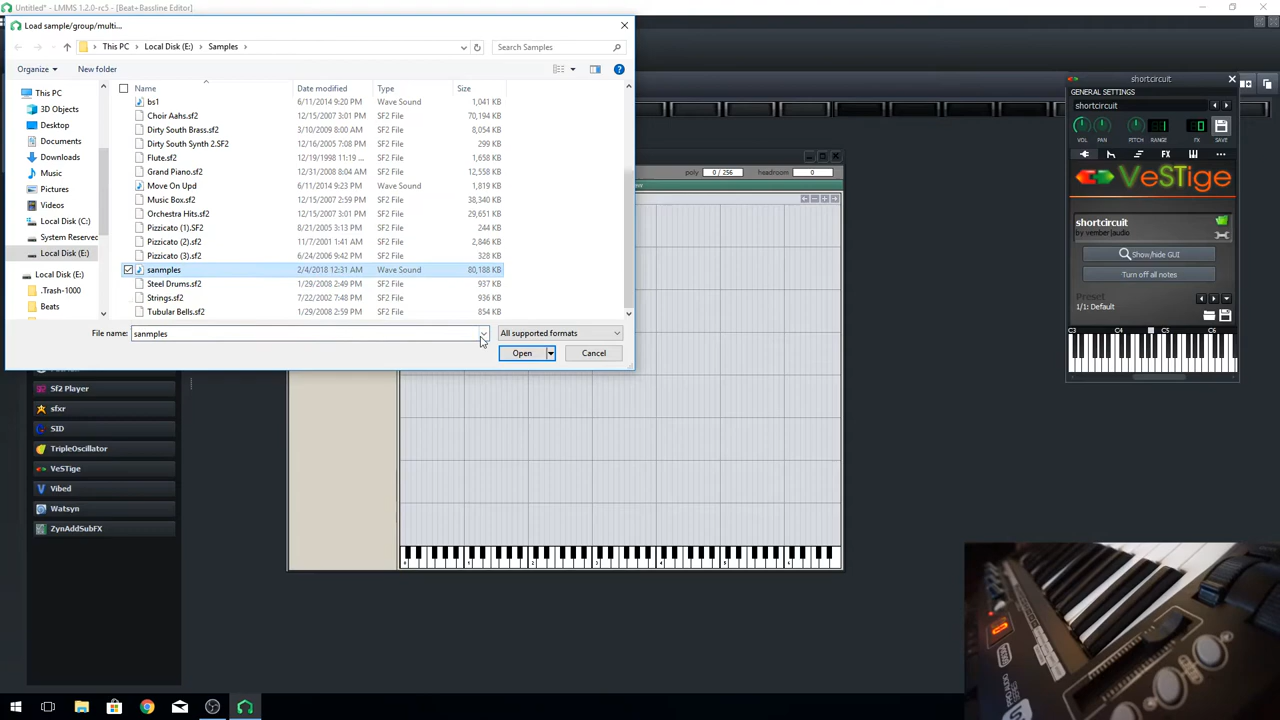 Untitled* - LMMS 1.2.0-rc5 - [Beat+Bassline Editor]
Load sample/group/multi...
This PC > Local Disk (E:) > Samples >
Search Samples
Organize
New folder
Name
Date modified
Type
Size
bs1 6/11/2014 9:20 PM Wave Sound 1,041 KB
Choir Aahs.sf2 12/15/2007 3:01 PM SF2 File 70,194 KB
Dirty South Brass.sf2 3/10/2009 8:00 AM SF2 File 8,054 KB
Dirty South Synth 2.SF2 12/16/2005 7:08 PM SF2 File 299 KB
Flute.sf2 12/19/1998 11:19 ... SF2 File 1,658 KB
Grand Piano.sf2 12/31/2008 8:04 AM SF2 File 12,558 KB
Move On Upd 6/11/2014 9:23 PM Wave Sound 1,819 KB
Music Box.sf2 12/15/2007 2:59 PM SF2 File 38,340 KB
Orchestra Hits.sf2 12/15/2007 3:01 PM SF2 File 29,651 KB
Pizzicato (1).SF2 8/21/2005 3:13 PM SF2 File 244 KB
Pizzicato (2).sf2 11/7/2001 1:41 AM SF2 File 2,846 KB
Pizzicato (3).sf2 6/24/2006 9:42 PM SF2 File 328 KB
sanmples 2/4/2018 12:31 AM Wave Sound 80,188 KB
Steel Drums.sf2 1/29/2008 2:49 PM SF2 File 937 KB
Strings.sf2 7/22/2002 7:48 PM SF2 File 936 KB
Tubular Bells.sf2 1/29/2008 2:59 PM SF2 File 854 KB
This PC
3D Objects
Desktop
Documents
Downloads
Music
Pictures
Videos
Local Disk (C:)
System Reserved
Local Disk (E:)
Local Disk (E:)
.Trash-1000
Beats
File name: sanmples
All supported formats
Open
Cancel
Sf2 Player
sfxr
SID
TripleOscillator
VeSTige
Vibed
Watsyn
ZynAddSubFX
poly 0 / 256 headroom 0
shortcircuit
GENERAL SETTINGS
shortcircuit
VOL PAN PITCH RANGE FX SAVE
FX
VeSTige
shortcircuit
by vember|audio
Show/hide GUI
Turn off all notes
Preset
1/1: Default
C3 C4 C5 C6 C7